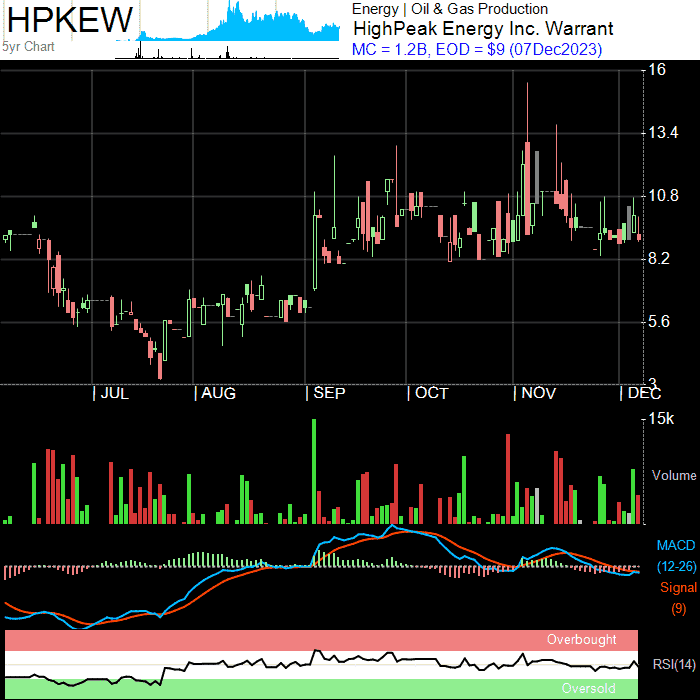 HPKEW
5yr Chart
Energy | Oil & Gas Production
HighPeak Energy Inc. Warrant
MC = 1.2B, EOD = $9 (07Dec2023)
16
13.4
10.8
8.2
5.6
3
| JUL
| AUG
| SEP
| OCT
| NOV
| DEC
15k
Volume
MACD
(12-26)
Signal
(9)
Overbought
RSI(14)
Oversold